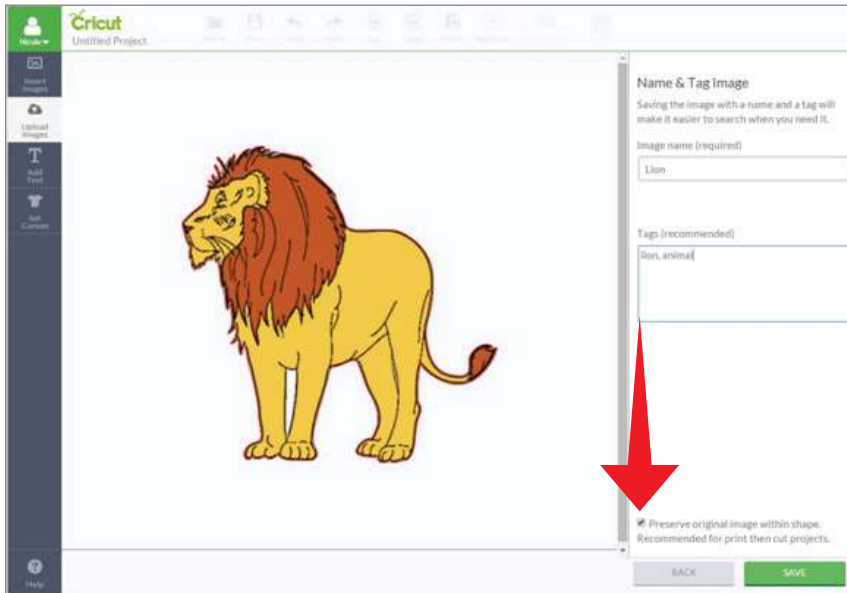 Cricut
Untitled Project
Nicole
Insert
Images
Upload
Images
Add
Text
Set
Canvas
Help
Name & Tag Image
Saving the image with a name and a tag will
make it easier to search when you need it.
Image name (required)
Lion
Tags (recommended)
lion, animal
Preserve original image within shape.
Recommended for print then cut projects.
BACK
SAVE